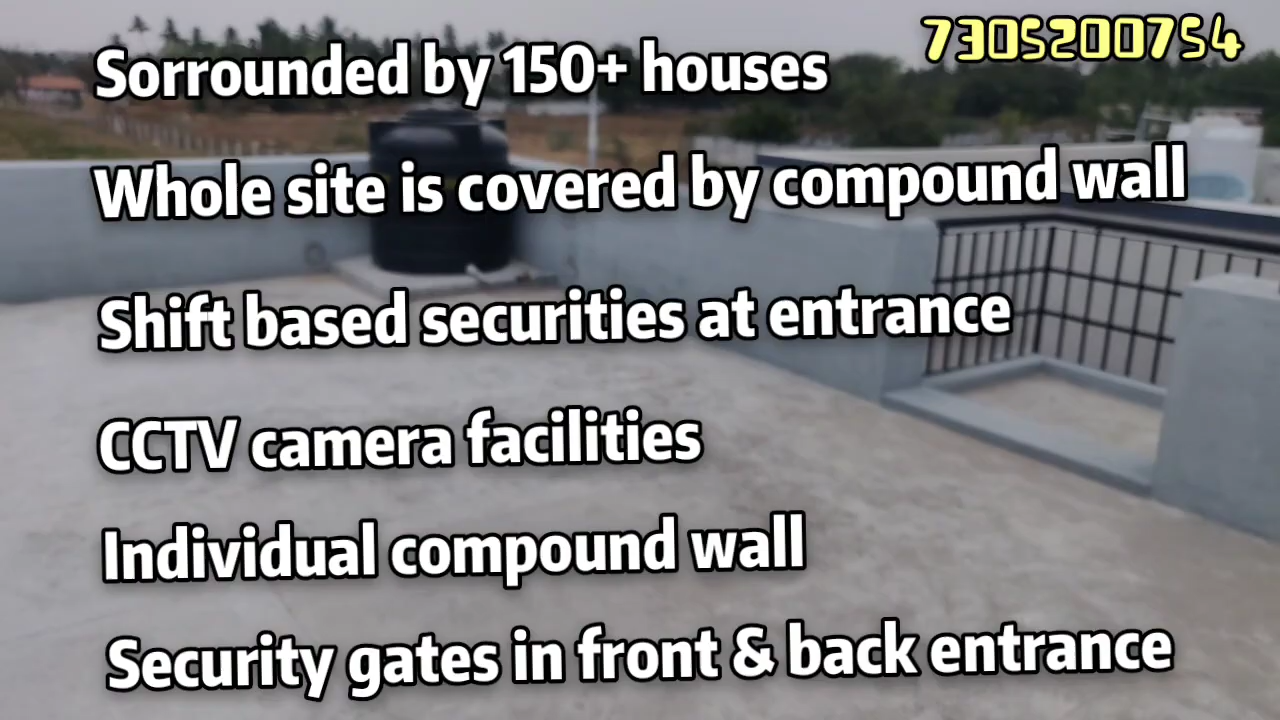 7305200754
Sorrounded by 150+ houses
Whole site is covered by compound wall
Shift based securities at entrance
CCTV camera facilities
Individual compound wall
Security gates in front & back entrance